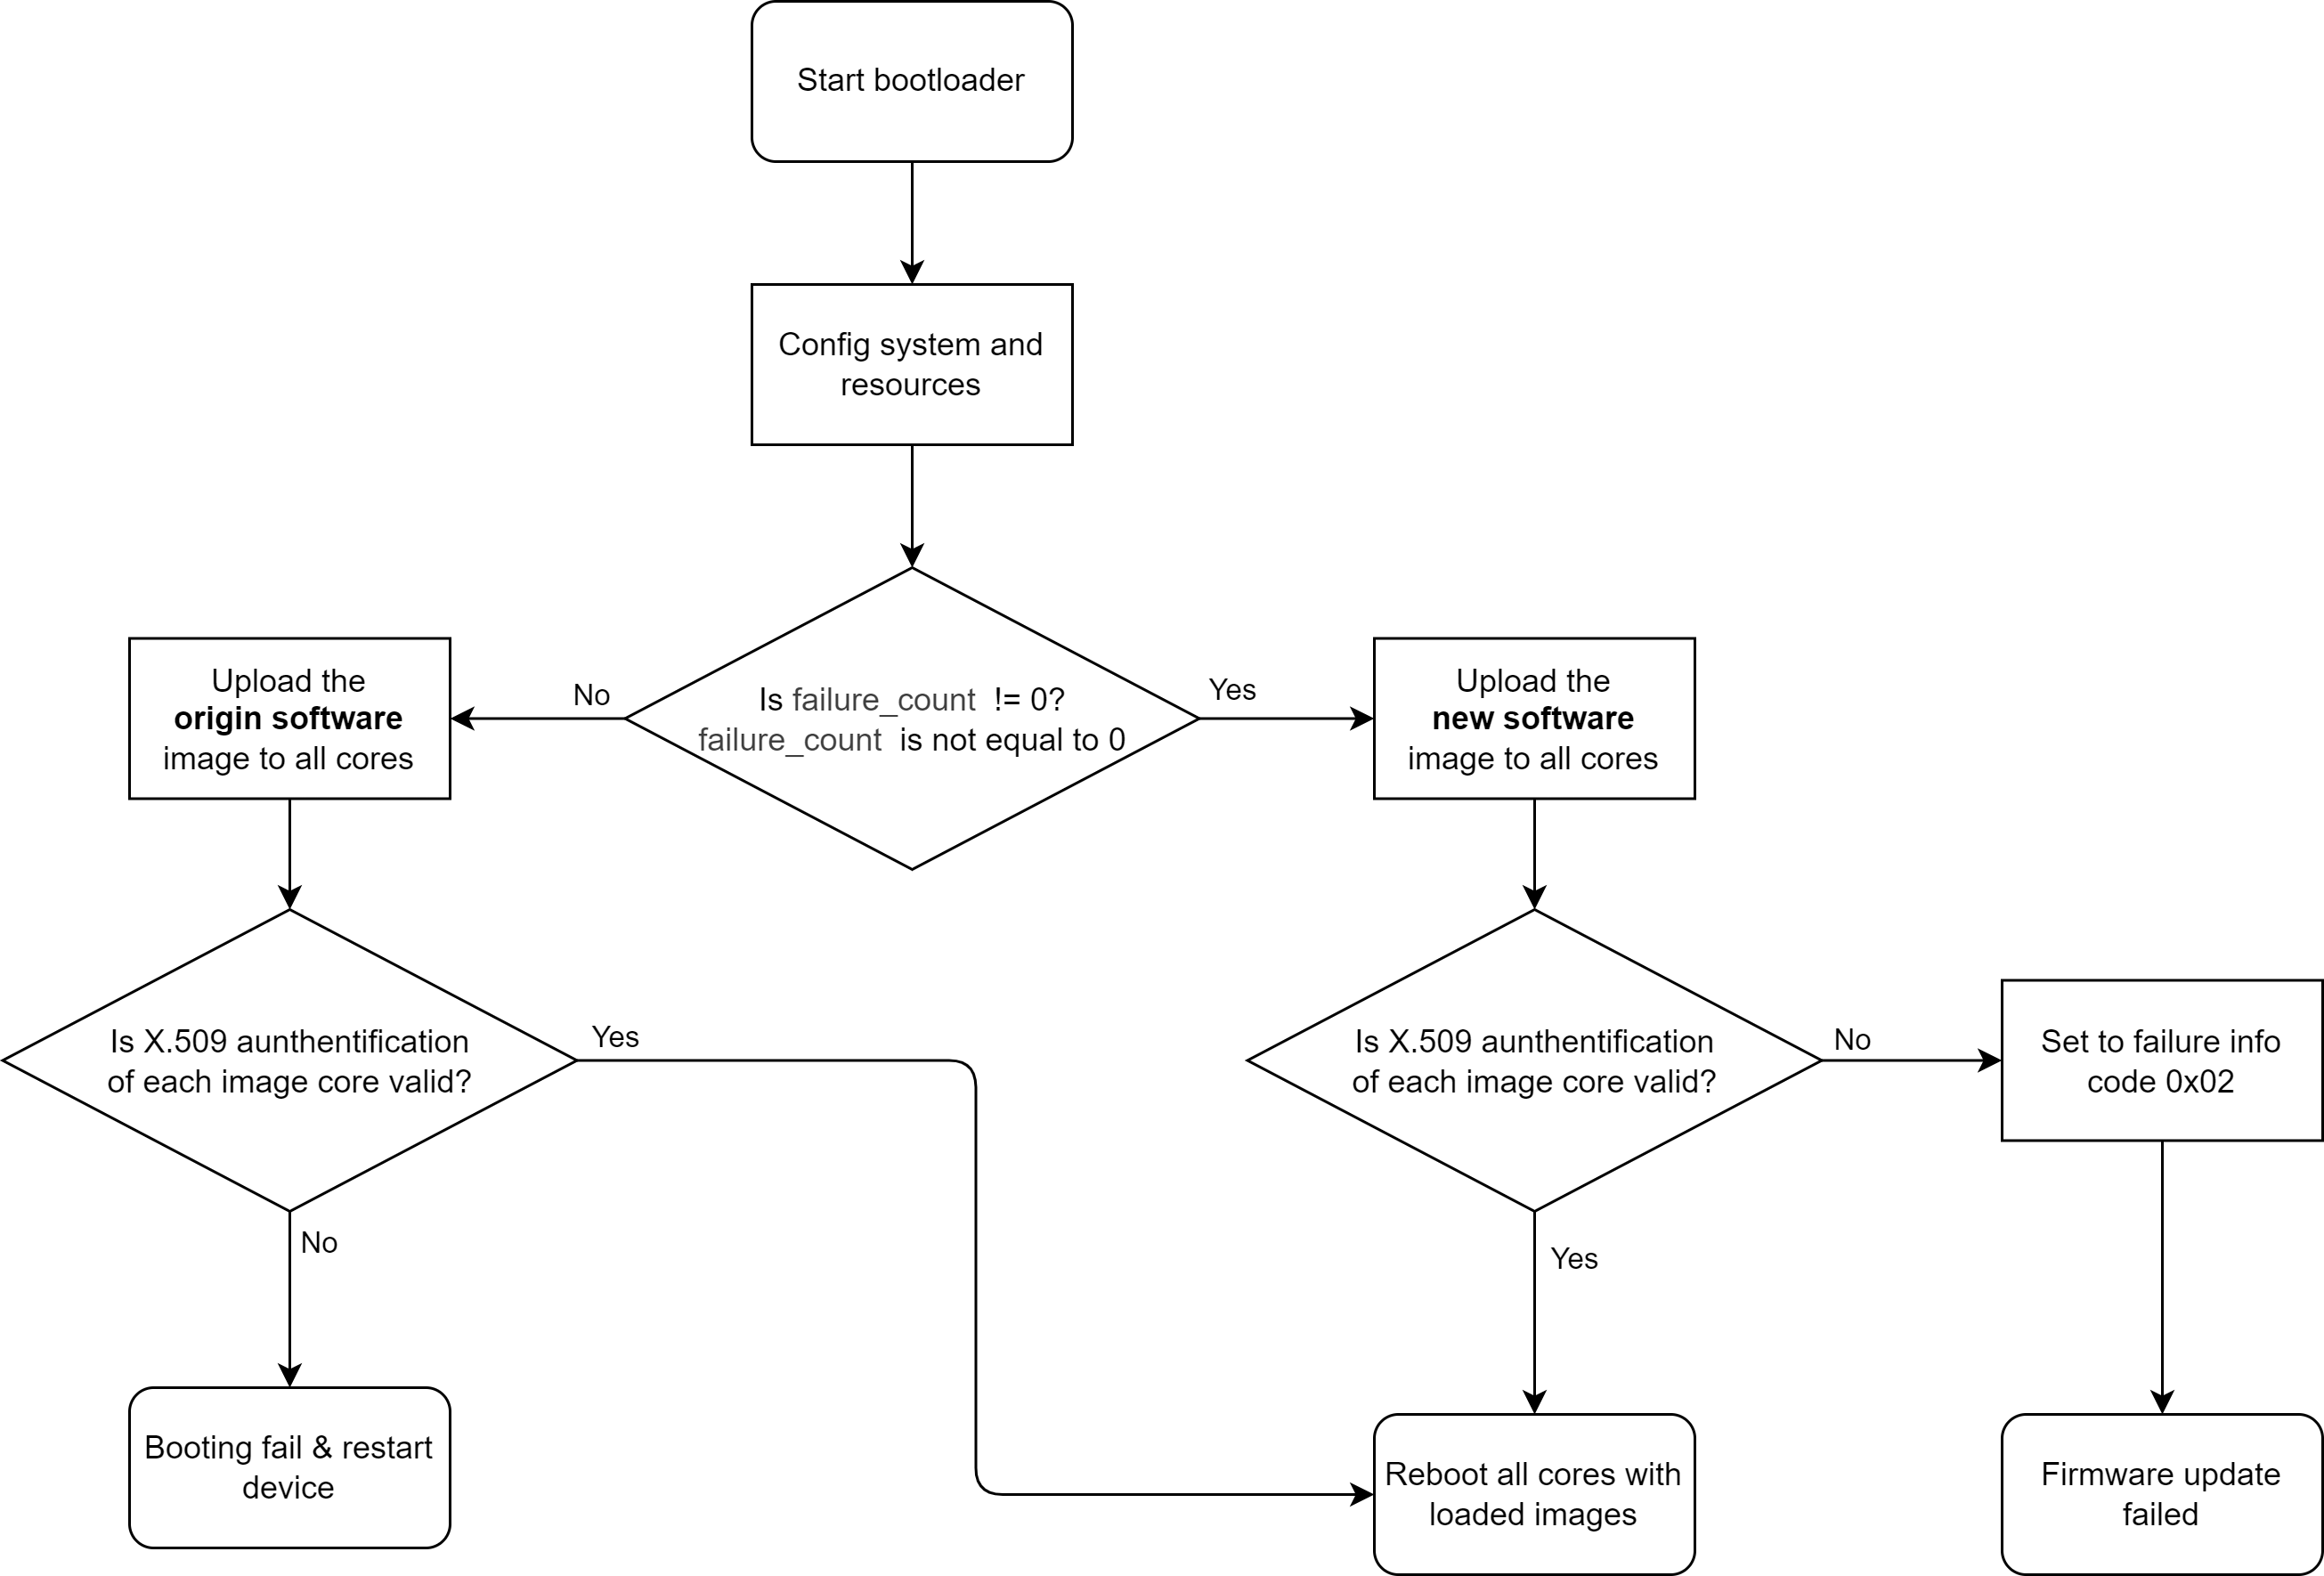 Start bootloader
Config system and
resources
Is failure_count != 0?
failure_count is not equal to 0
No
Yes
Upload the
origin software
image to all cores
Upload the
new software
image to all cores
Is X.509 aunthentification
of each image core valid?
Yes
No
Is X.509 aunthentification
of each image core valid?
No
Yes
Set to failure info
code 0x02
Booting fail & restart
device
Reboot all cores with
loaded images
Firmware update
failed